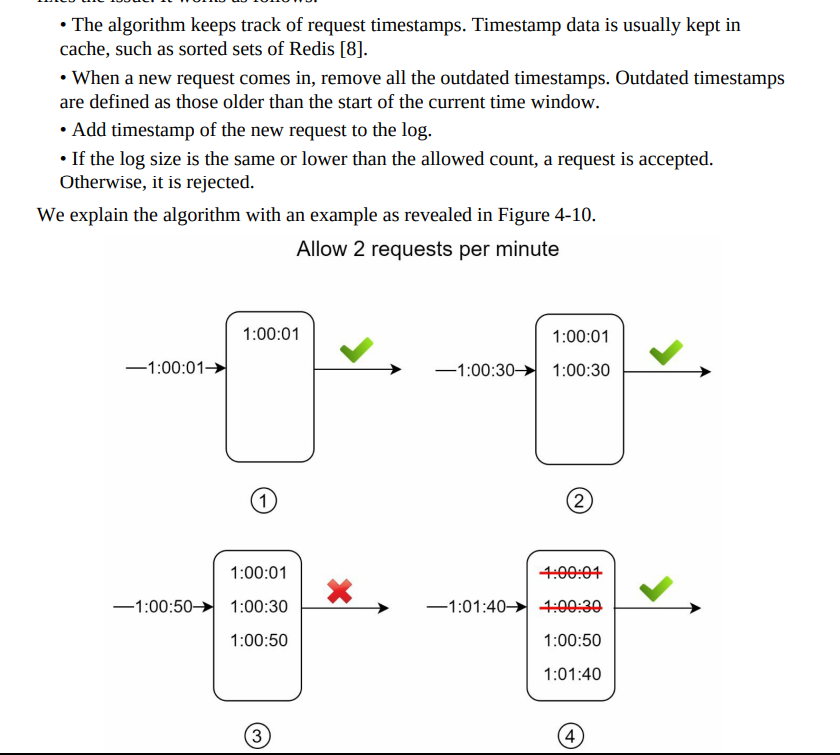 fixes the issue. It works as follows:
• The algorithm keeps track of request timestamps. Timestamp data is usually kept in
cache, such as sorted sets of Redis [8].
• When a new request comes in, remove all the outdated timestamps. Outdated timestamps
are defined as those older than the start of the current time window.
• Add timestamp of the new request to the log.
• If the log size is the same or lower than the allowed count, a request is accepted.
Otherwise, it is rejected.
We explain the algorithm with an example as revealed in Figure 4-10.
Allow 2 requests per minute
1:00:01
1:00:01
1
1:00:30
1:00:01
1:00:30
2
1:00:50
1:00:01
1:00:30
1:00:50
3
1:01:40
1:00:01
1:00:30
1:00:50
1:01:40
4